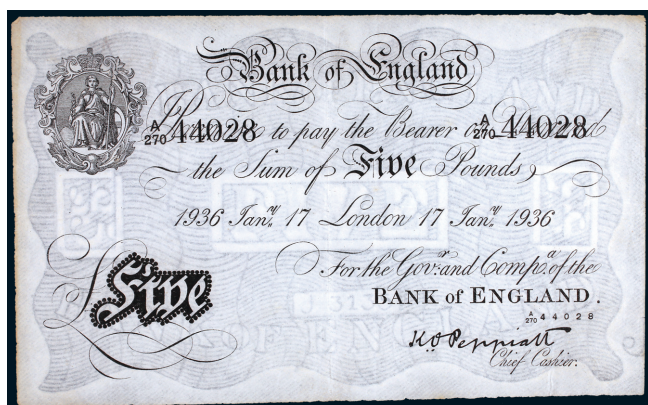 Bank of England
A/270 44028 A/270 44028
Promise to pay the Bearer on Demand
the Sum of Five Pounds
1936 Janʸ. 17 London 17 Janʸ. 1936
For the Govʳ. and Compᵃ. of the
BANK of ENGLAND.
A/270 44028
£Five
K O Peppiatt
Chief Cashier.